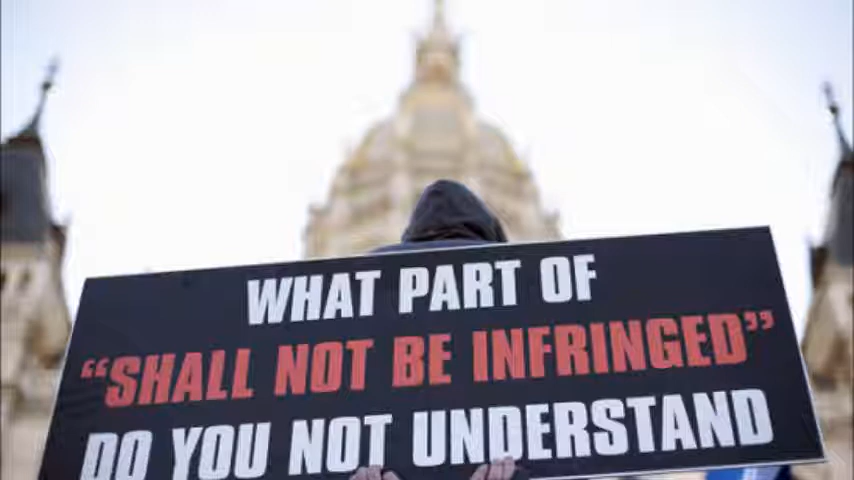 WHAT PART OF
“SHALL NOT BE INFRINGED”
DO YOU NOT UNDERSTAND